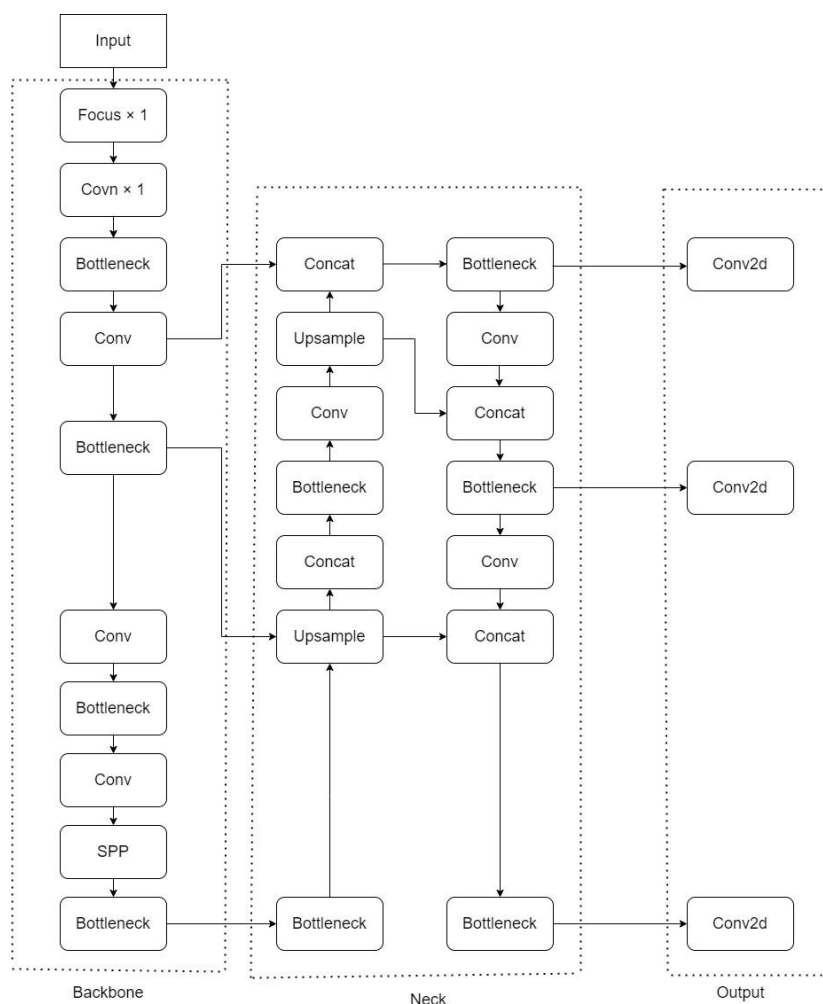 Input
Focus × 1
Covn × 1
Bottleneck
Conv
Bottleneck
Conv
Bottleneck
Conv
SPP
Bottleneck
Backbone
Concat
Upsample
Conv
Bottleneck
Concat
Upsample
Bottleneck
Bottleneck
Conv
Concat
Bottleneck
Conv
Concat
Bottleneck
Neck
Conv2d
Conv2d
Conv2d
Output